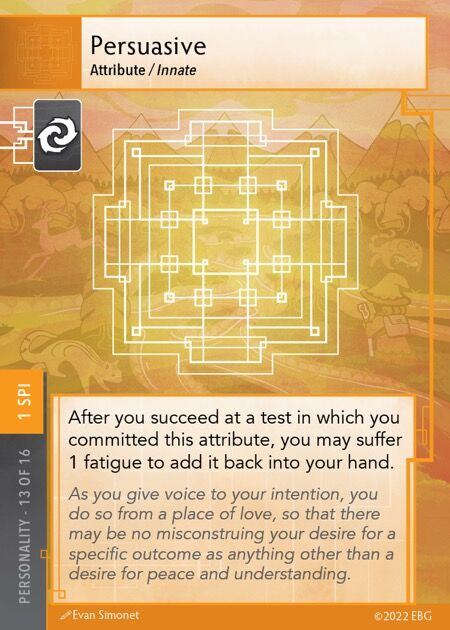 Persuasive
Attribute / Innate
1 SPI
PERSONALITY - 13 OF 16
After you succeed at a test in which you
committed this attribute, you may suffer
1 fatigue to add it back into your hand.
As you give voice to your intention, you
do so from a place of love, so that there
may be no misconstruing your desire for a
specific outcome as anything other than a
desire for peace and understanding.
Evan Simonet
©2022 EBG